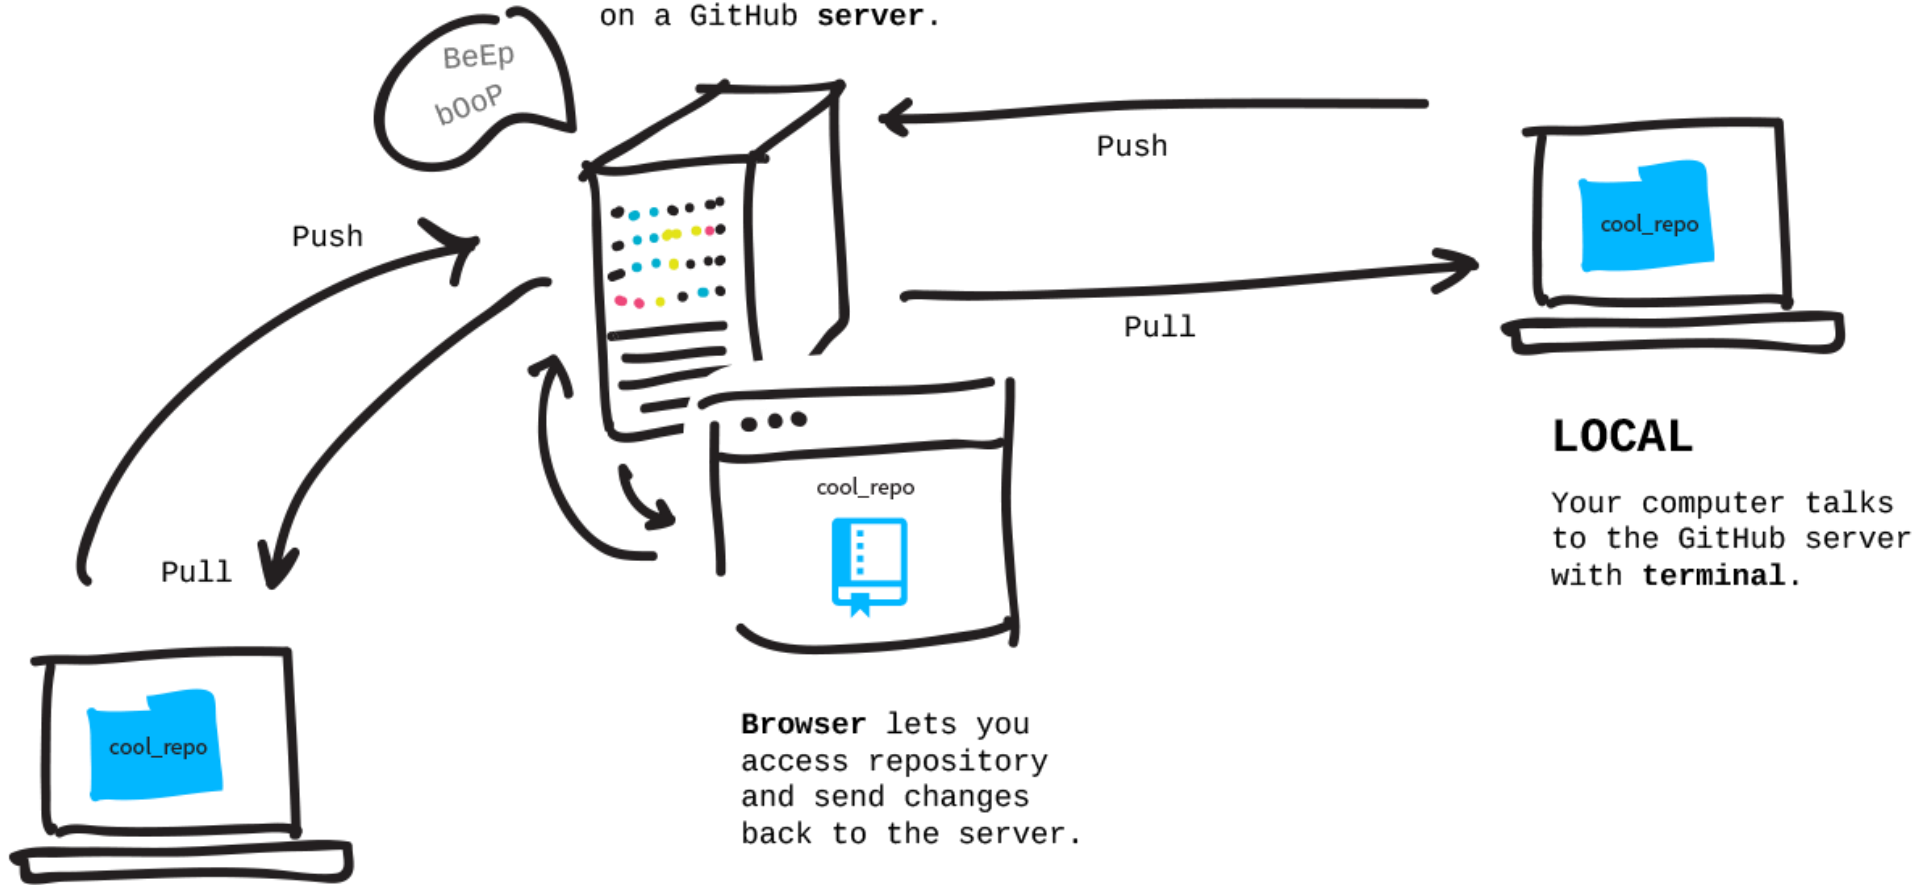 on a GitHub server.
BeEp
bOoP
Push
Push
cool_repo
Pull
LOCAL
Your computer talks
to the GitHub server
with terminal.
cool_repo
Pull
cool_repo
Browser lets you
access repository
and send changes
back to the server.